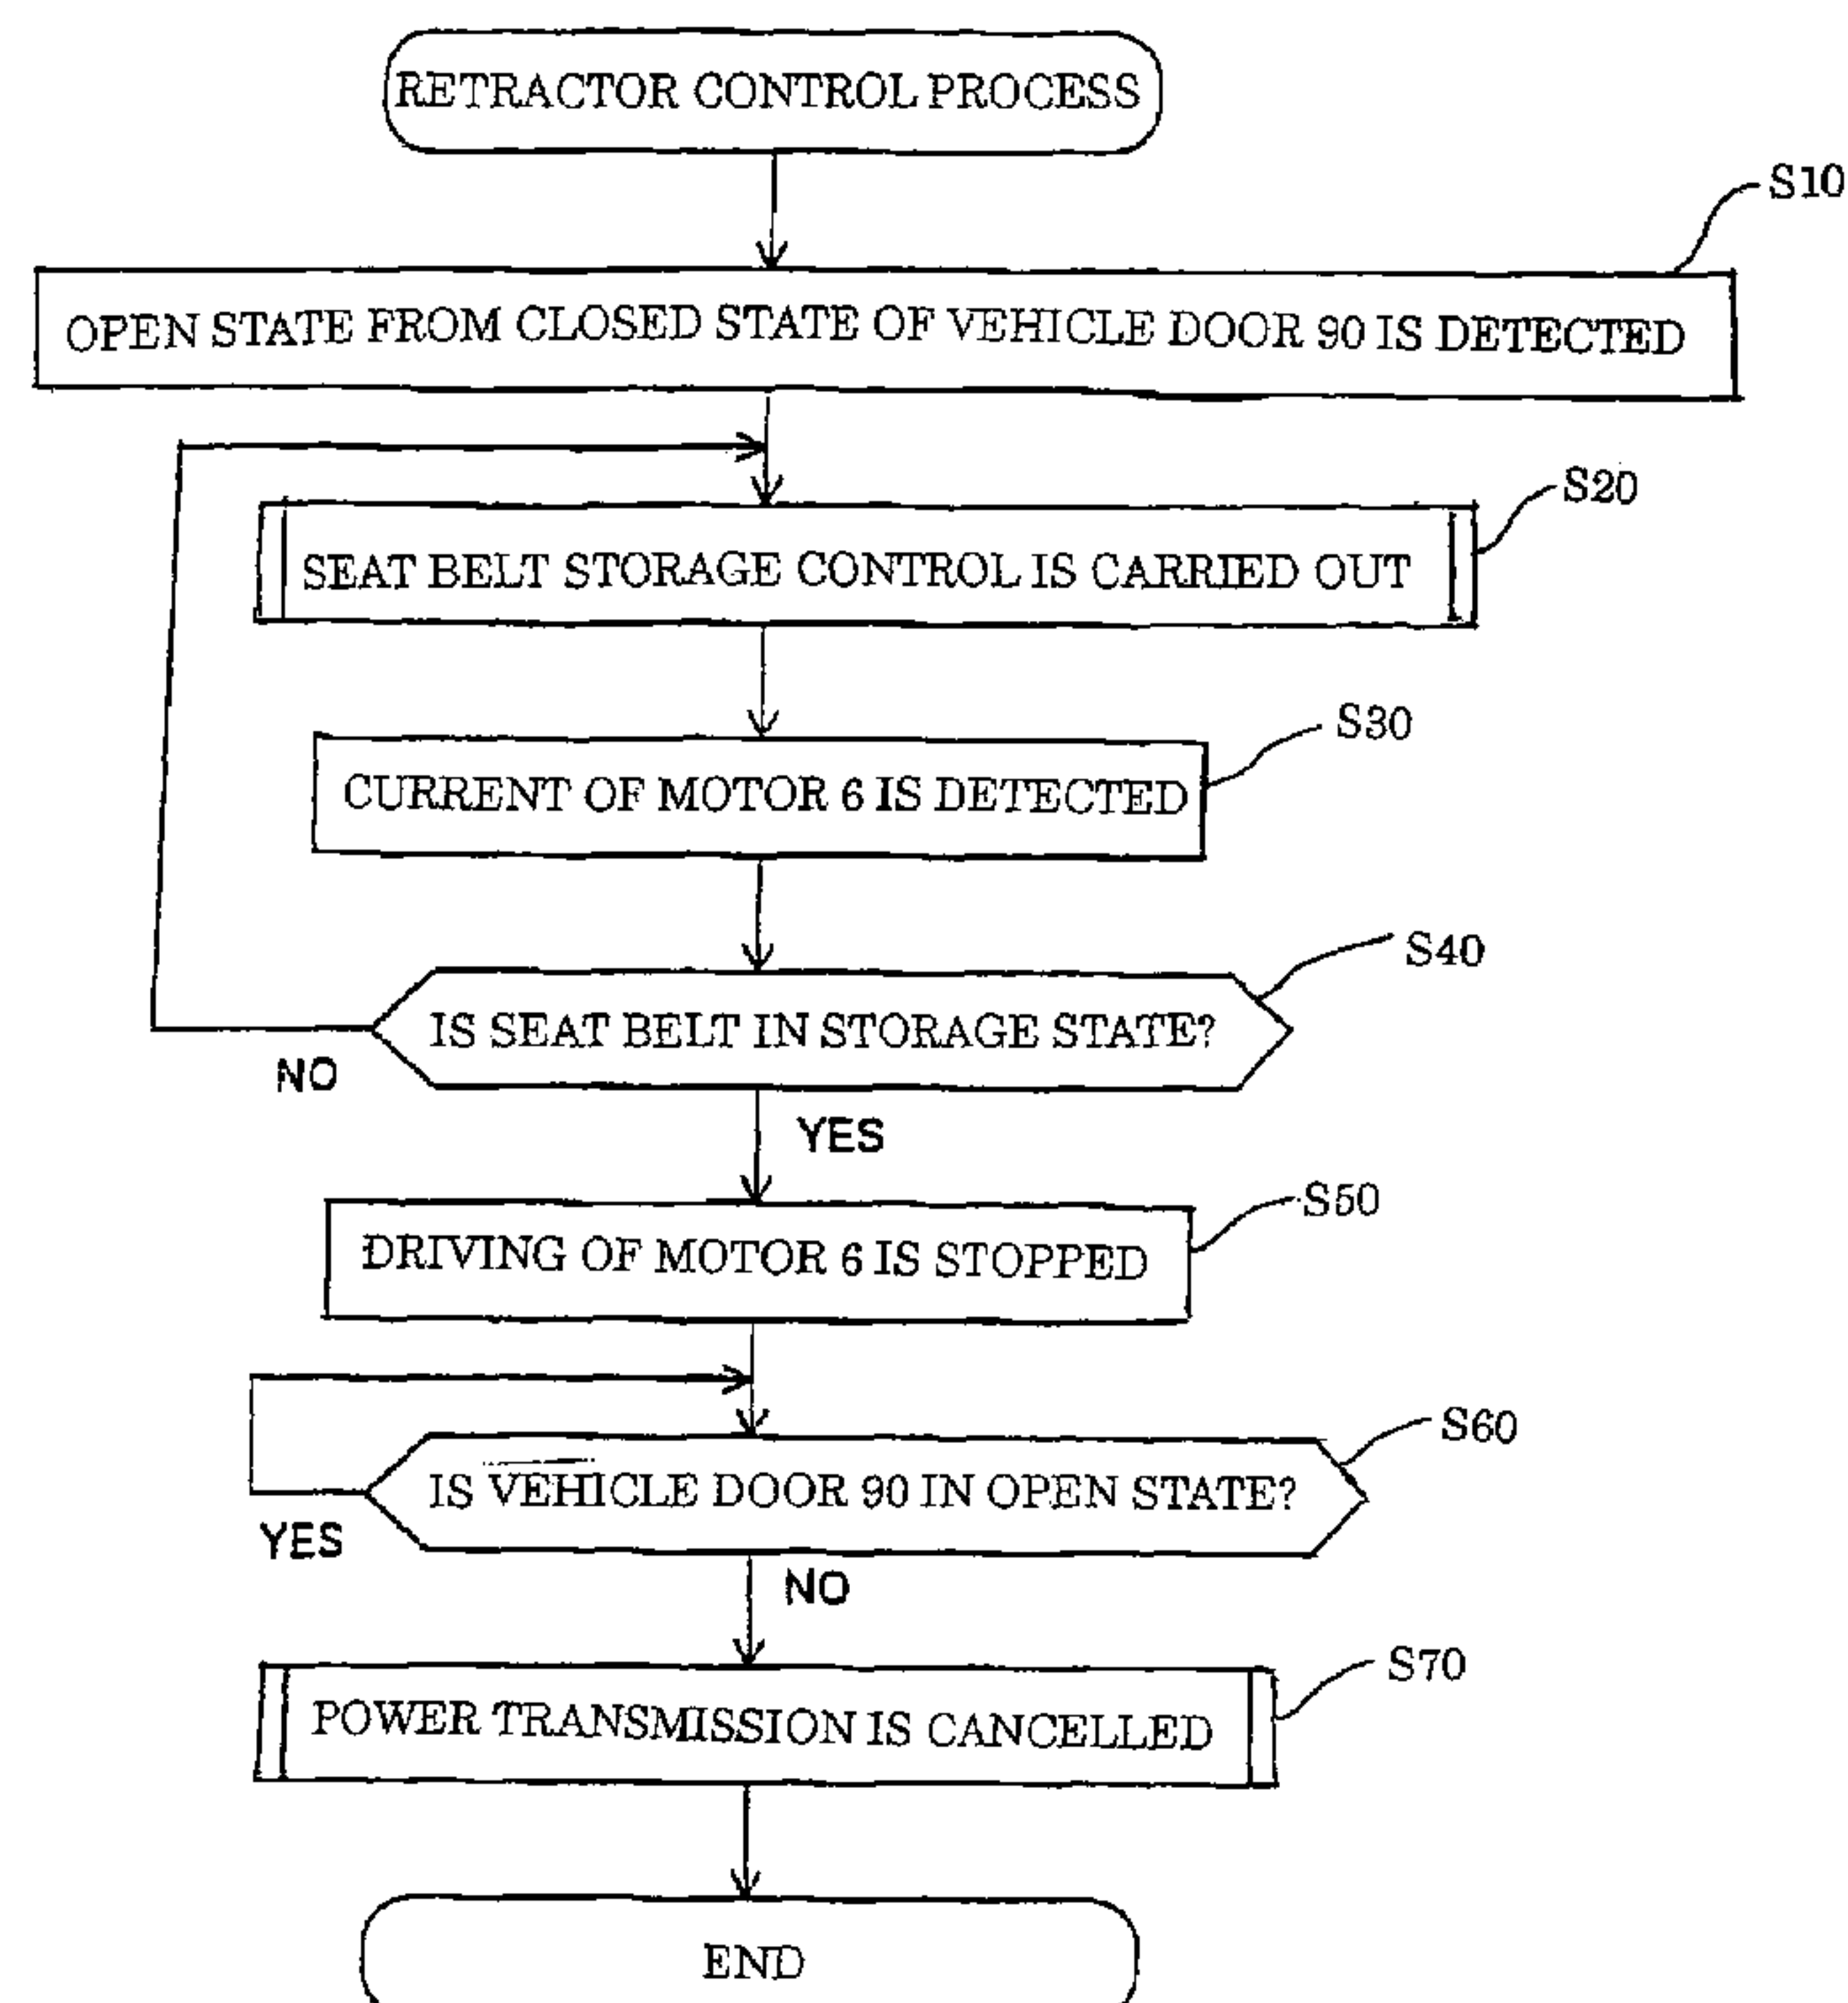 RETRACTOR CONTROL PROCESS
S10
OPEN STATE FROM CLOSED STATE OF VEHICLE DOOR 90 IS DETECTED
S20
SEAT BELT STORAGE CONTROL IS CARRIED OUT
S30
CURRENT OF MOTOR 6 IS DETECTED
S40
IS SEAT BELT IN STORAGE STATE?
NO
YES
S50
DRIVING OF MOTOR 6 IS STOPPED
S60
IS VEHICLE DOOR 90 IN OPEN STATE?
YES
NO
S70
POWER TRANSMISSION IS CANCELLED
END